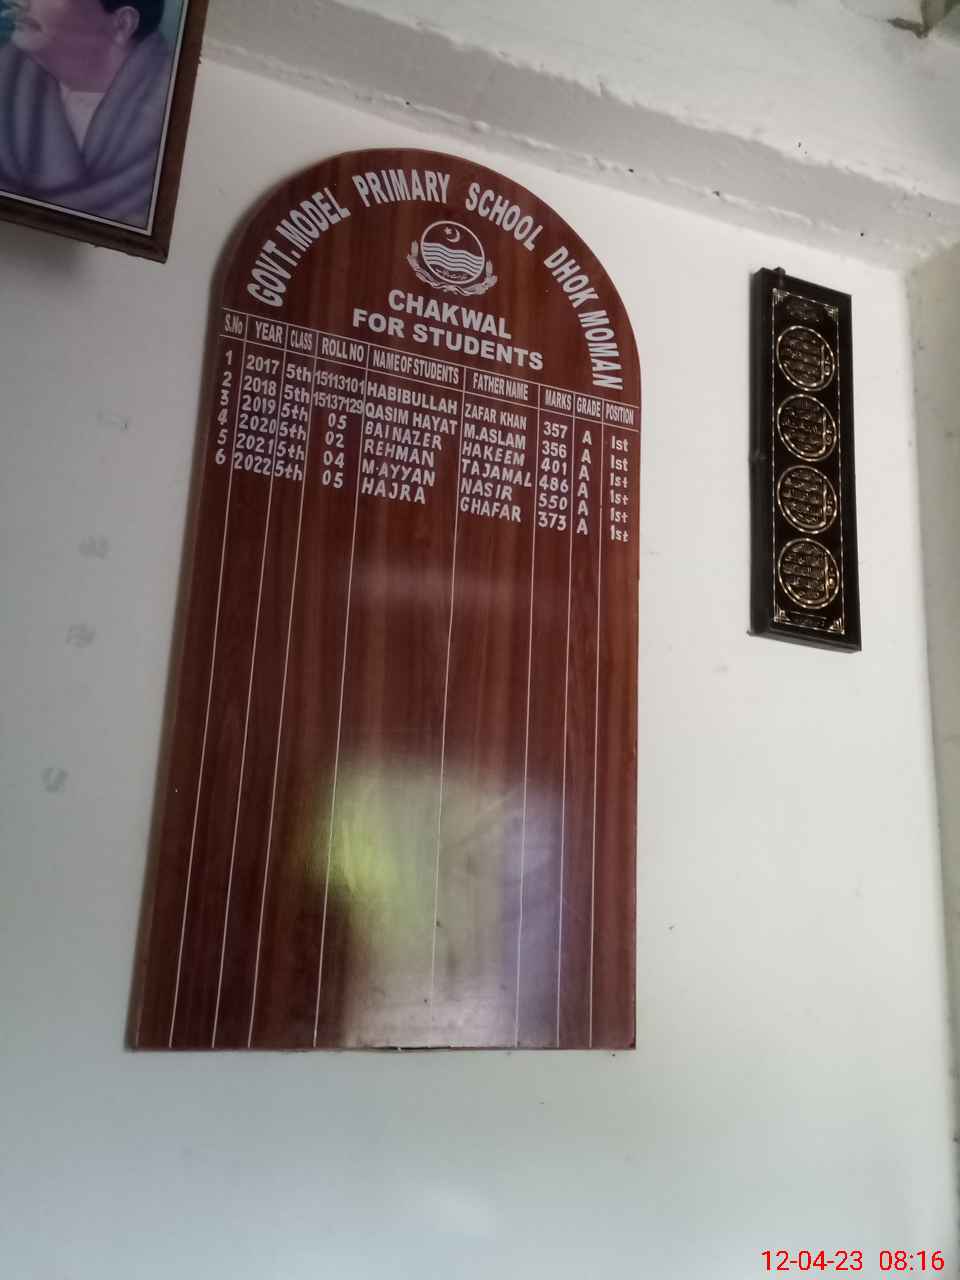 GOVT. MODEL PRIMARY SCHOOL DHOK MOMAN
CHAKWAL
FOR STUDENTS
S.No YEAR CLASS ROLL NO NAME OF STUDENTS FATHER NAME MARKS GRADE POSITION
1 2017 5th 15113101 HABIBULLAH ZAFAR KHAN 357 A 1st
2 2018 5th 15137129 QASIM HAYAT M.ASLAM 356 A 1st
3 2019 5th 05 BAINAZER HAKEEM 401 A 1st
4 2020 5th 02 REHMAN TAJAMAL 486 A 1st
5 2021 5th 04 M.AYYAN NASIR 550 A 1st
6 2022 5th 05 HAJRA GHAFAR 373 A 1st
12-04-23 08:16